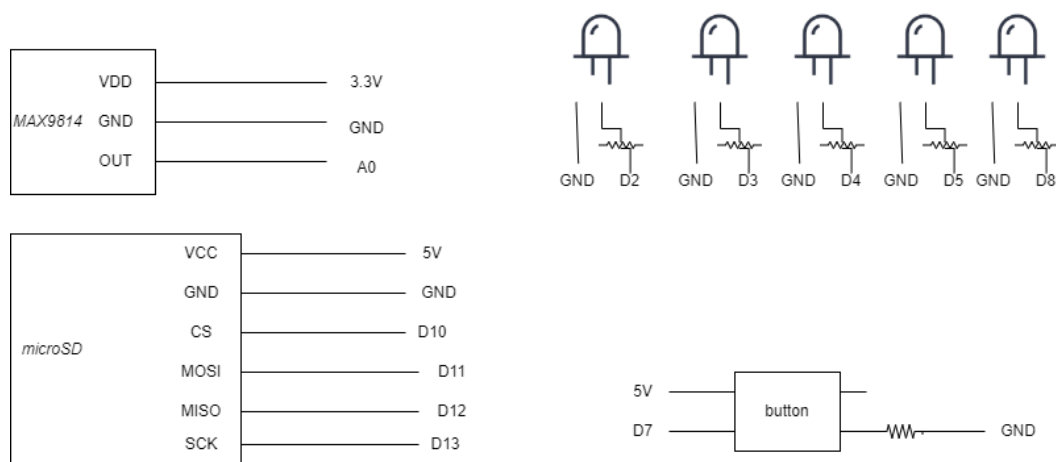 VDD 3.3V
MAX9814 GND GND
OUT A0
GND D2 GND D3 GND D4 GND D5 GND D8
VCC 5V
GND GND
CS D10
microSD
MOSI D11
MISO D12
SCK D13
5V
button
D7 GND